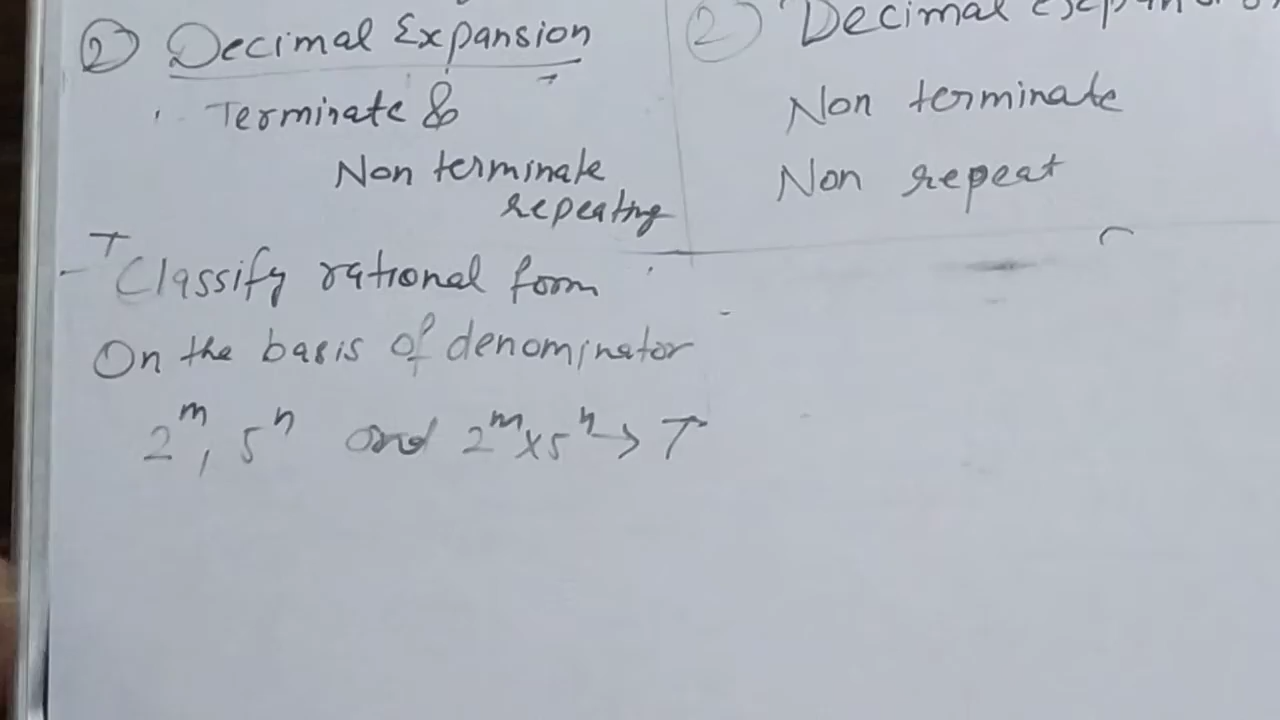 ② Decimal Expansion
Terminate &
Non terminate
repeating
Classify rational form
On the basis of denominator
2^m, 5^n and 2^m×5^n → T
② Decimal
Non terminate
Non repeat